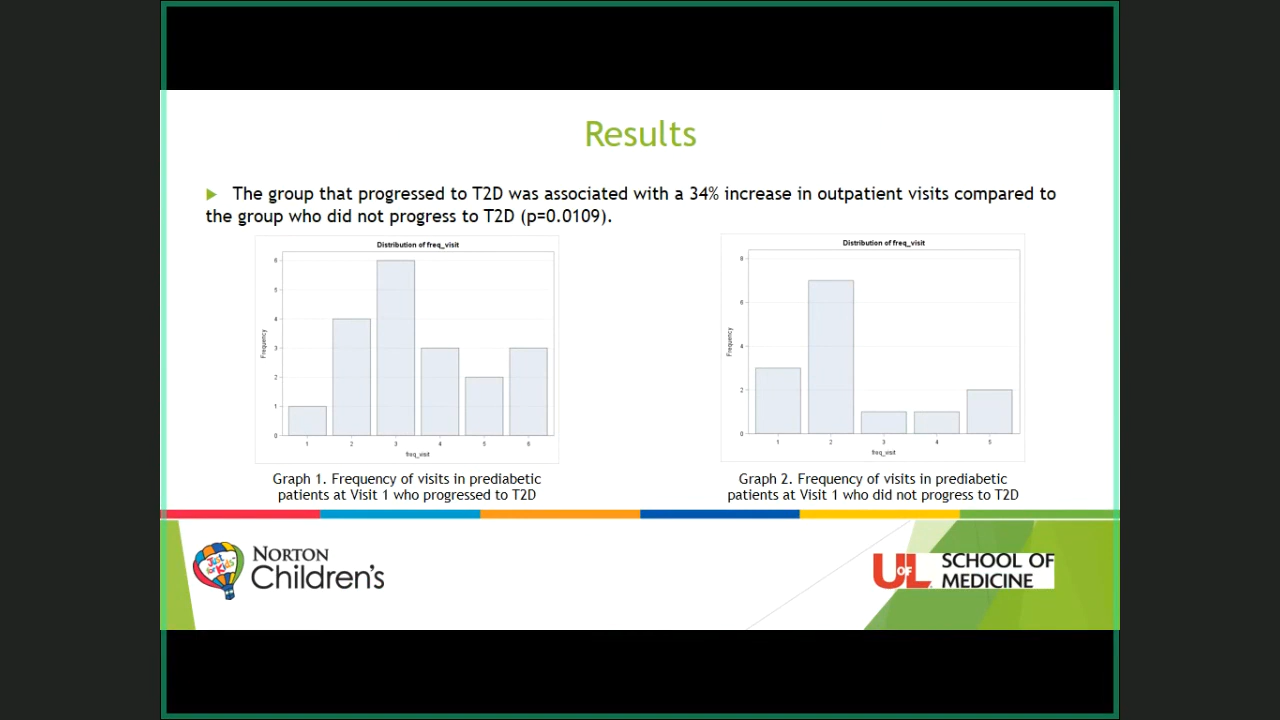 Results
The group that progressed to T2D was associated with a 34% increase in outpatient visits compared to
the group who did not progress to T2D (p=0.0109).
Distribution of freq_visit
Frequency
6
5
4
3
2
1
0
1 2 3 4 5 6
freq_visit
Graph 1. Frequency of visits in prediabetic
patients at Visit 1 who progressed to T2D
Distribution of freq_visit
Frequency
8
6
4
2
0
1 2 3 4 5
freq_visit
Graph 2. Frequency of visits in prediabetic
patients at Visit 1 who did not progress to T2D
Just
for Kids
NORTON
Children's
UOFL
SCHOOL OF
MEDICINE